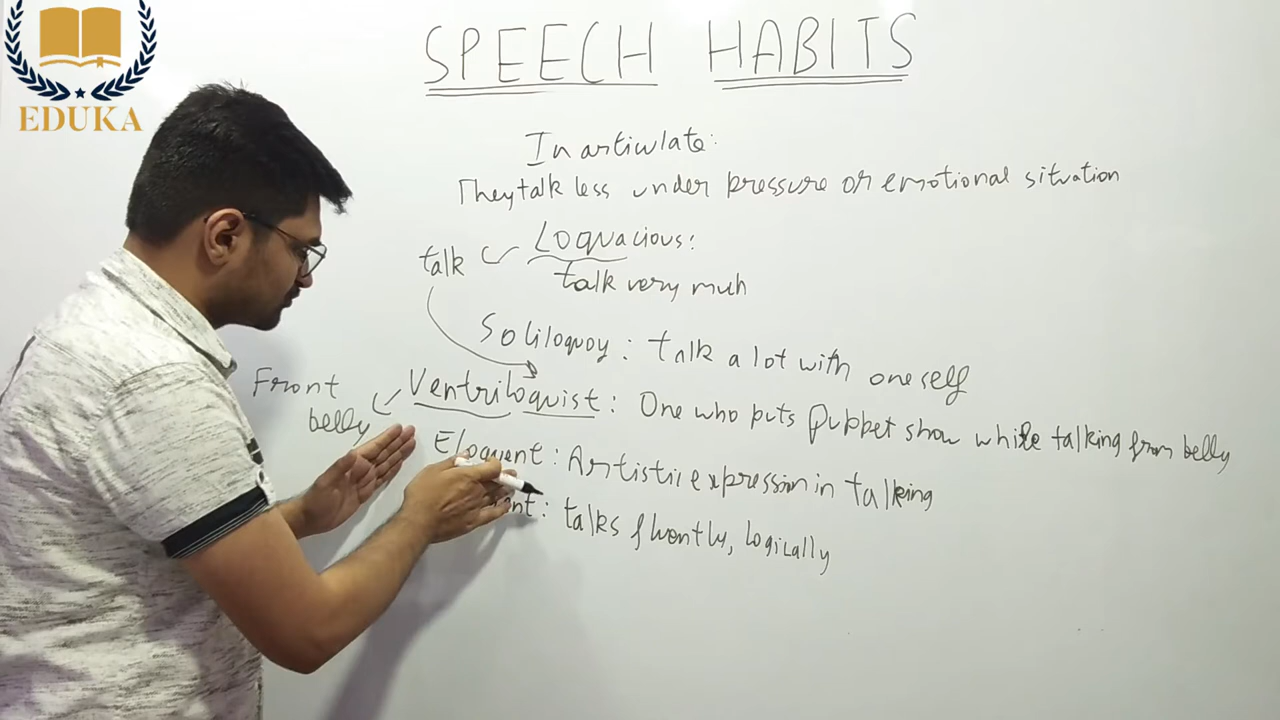 EDUKA
SPEECH HABITS
Inarticulate:
They talk less under pressure or emotional situation
talk Loquacious:
talk very muh
Soliloquoy: talk a lot with oneself
Front belly
Ventriloquist: One who puts puppet show while talking from belly
Eloquent: Artistic expression in talking
talks fluently, logically